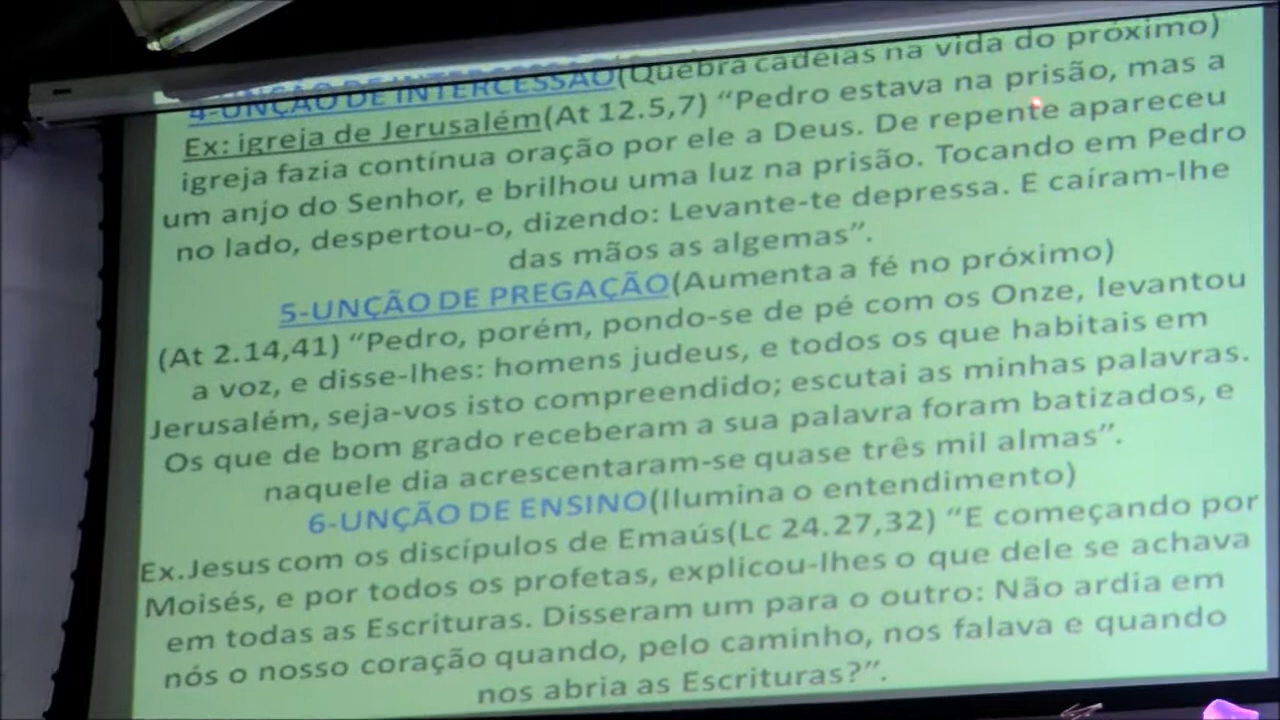 4-UNÇÃO DE INTERCESSÃO(Quebra cadeias na vida do próximo)
Ex: igreja de Jerusalém(At 12.5,7) “Pedro estava na prisão, mas a
igreja fazia contínua oração por ele a Deus. De repente apareceu
um anjo do Senhor, e brilhou uma luz na prisão. Tocando em Pedro
no lado, despertou-o, dizendo: Levante-te depressa. E caíram-lhe
das mãos as algemas”.
5-UNÇÃO DE PREGAÇÃO(Aumenta a fé no próximo)
(At 2.14,41) “Pedro, porém, pondo-se de pé com os Onze, levantou
a voz, e disse-lhes: homens judeus, e todos os que habitais em
Jerusalém, seja-vos isto compreendido; escutai as minhas palavras.
Os que de bom grado receberam a sua palavra foram batizados, e
naquele dia acrescentaram-se quase três mil almas”.
6-UNÇÃO DE ENSINO(Ilumina o entendimento)
Ex.Jesus com os discípulos de Emaús(Lc 24.27,32) “E começando por
Moisés, e por todos os profetas, explicou-lhes o que dele se achava
em todas as Escrituras. Disseram um para o outro: Não ardia em
nós o nosso coração quando, pelo caminho, nos falava e quando
nos abria as Escrituras?”.